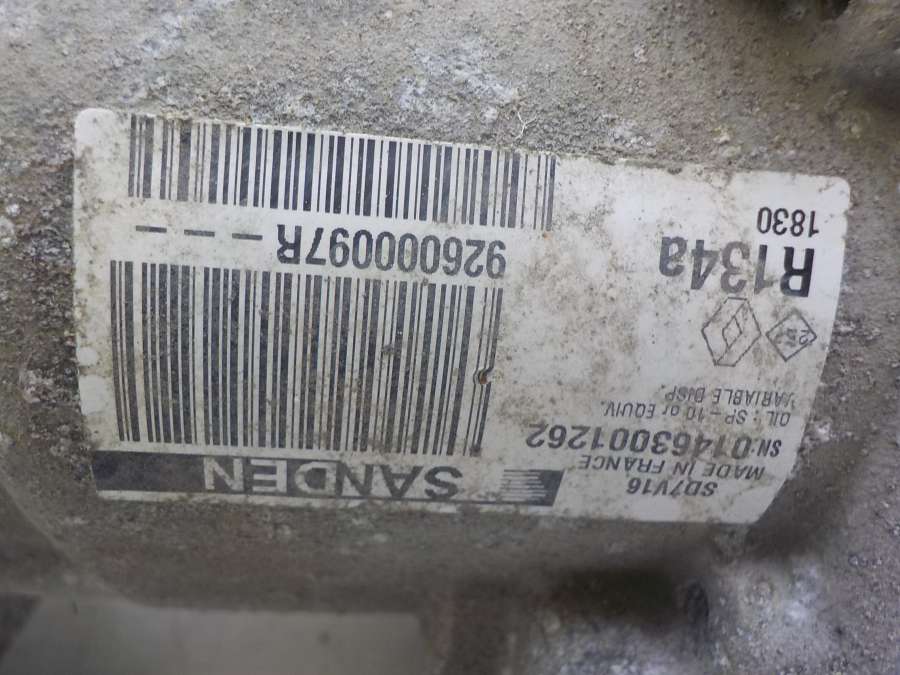 SANDEN
SD7V16
MADE IN FRANCE
SN:01463001262
OIL : SP-10 or EQUIV.
VARIABLE DISP.
R134a
1830
926000097R - - - -